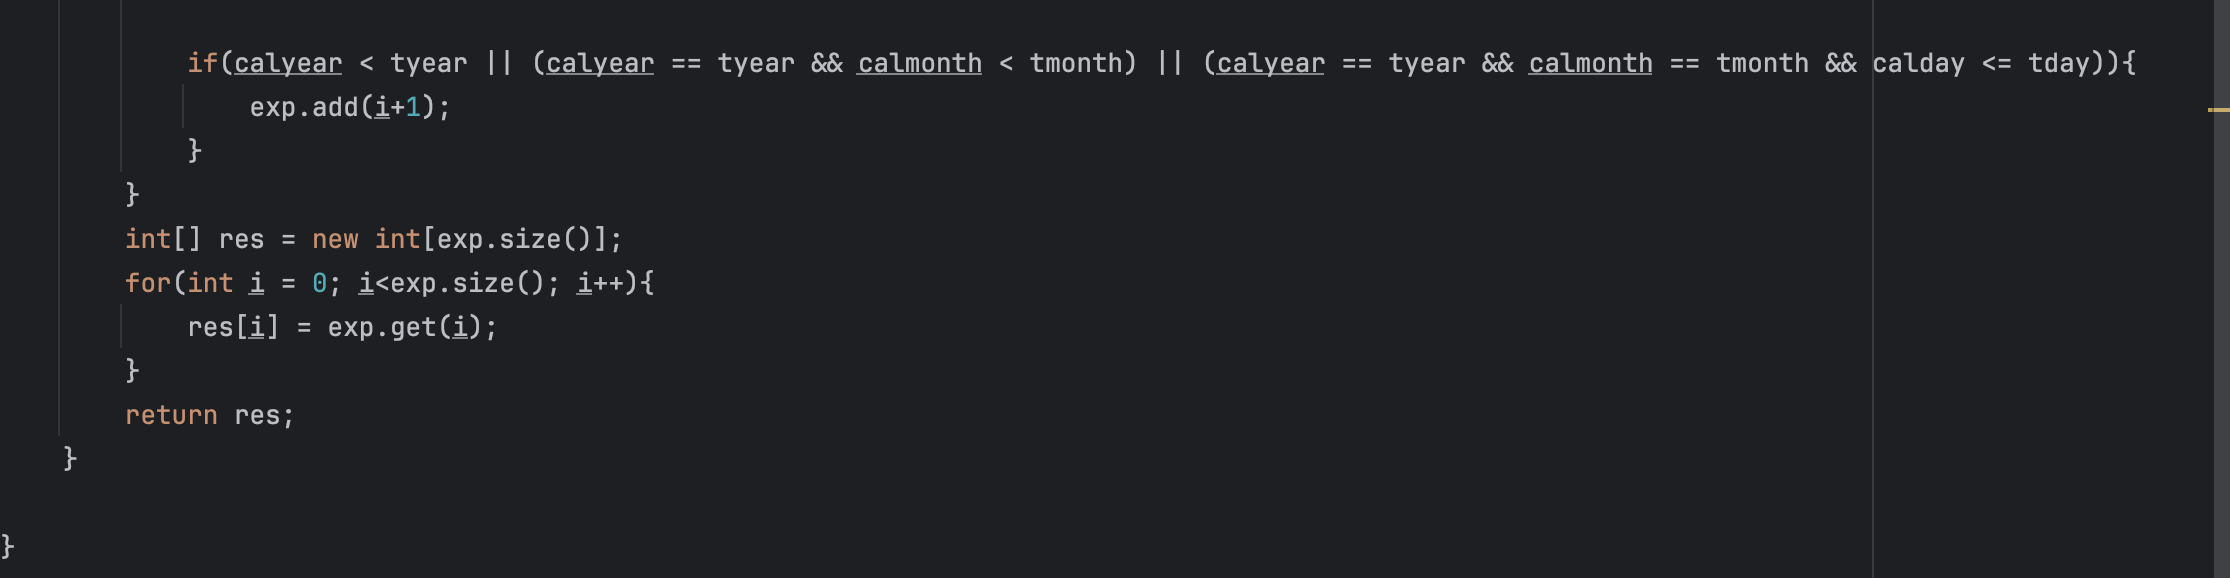 if(calyear < tyear || (calyear == tyear && calmonth < tmonth) || (calyear == tyear && calmonth == tmonth && calday <= tday)){
exp.add(i+1);
}
}
int[] res = new int[exp.size()];
for(int i = 0; i<exp.size(); i++){
res[i] = exp.get(i);
}
return res;
}
}